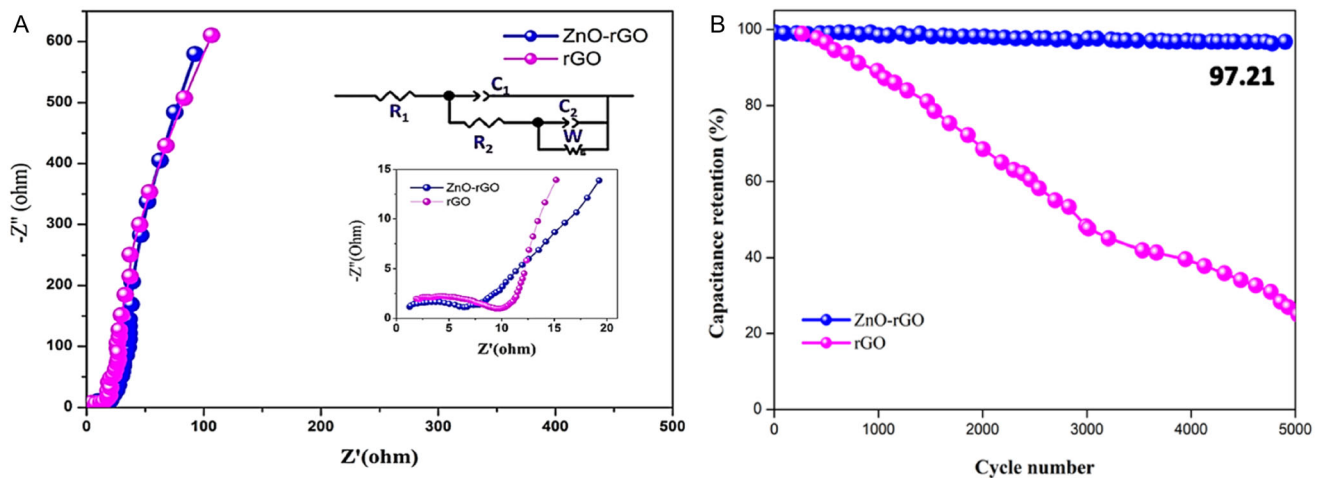 A
600
500
400
300
200
100
0
-Z" (ohm)
0 100 200 300 400 500
Z'(ohm)
ZnO-rGO
rGO
R1
C1
R2
C2
W
15
10
5
0
-Z"(Ohm)
0 5 10 15 20
Z'(ohm)
ZnO-rGO
rGO
B
100
80
60
40
20
0
Capacitance retention (%)
0 1000 2000 3000 4000 5000
Cycle number
97.21
ZnO-rGO
rGO